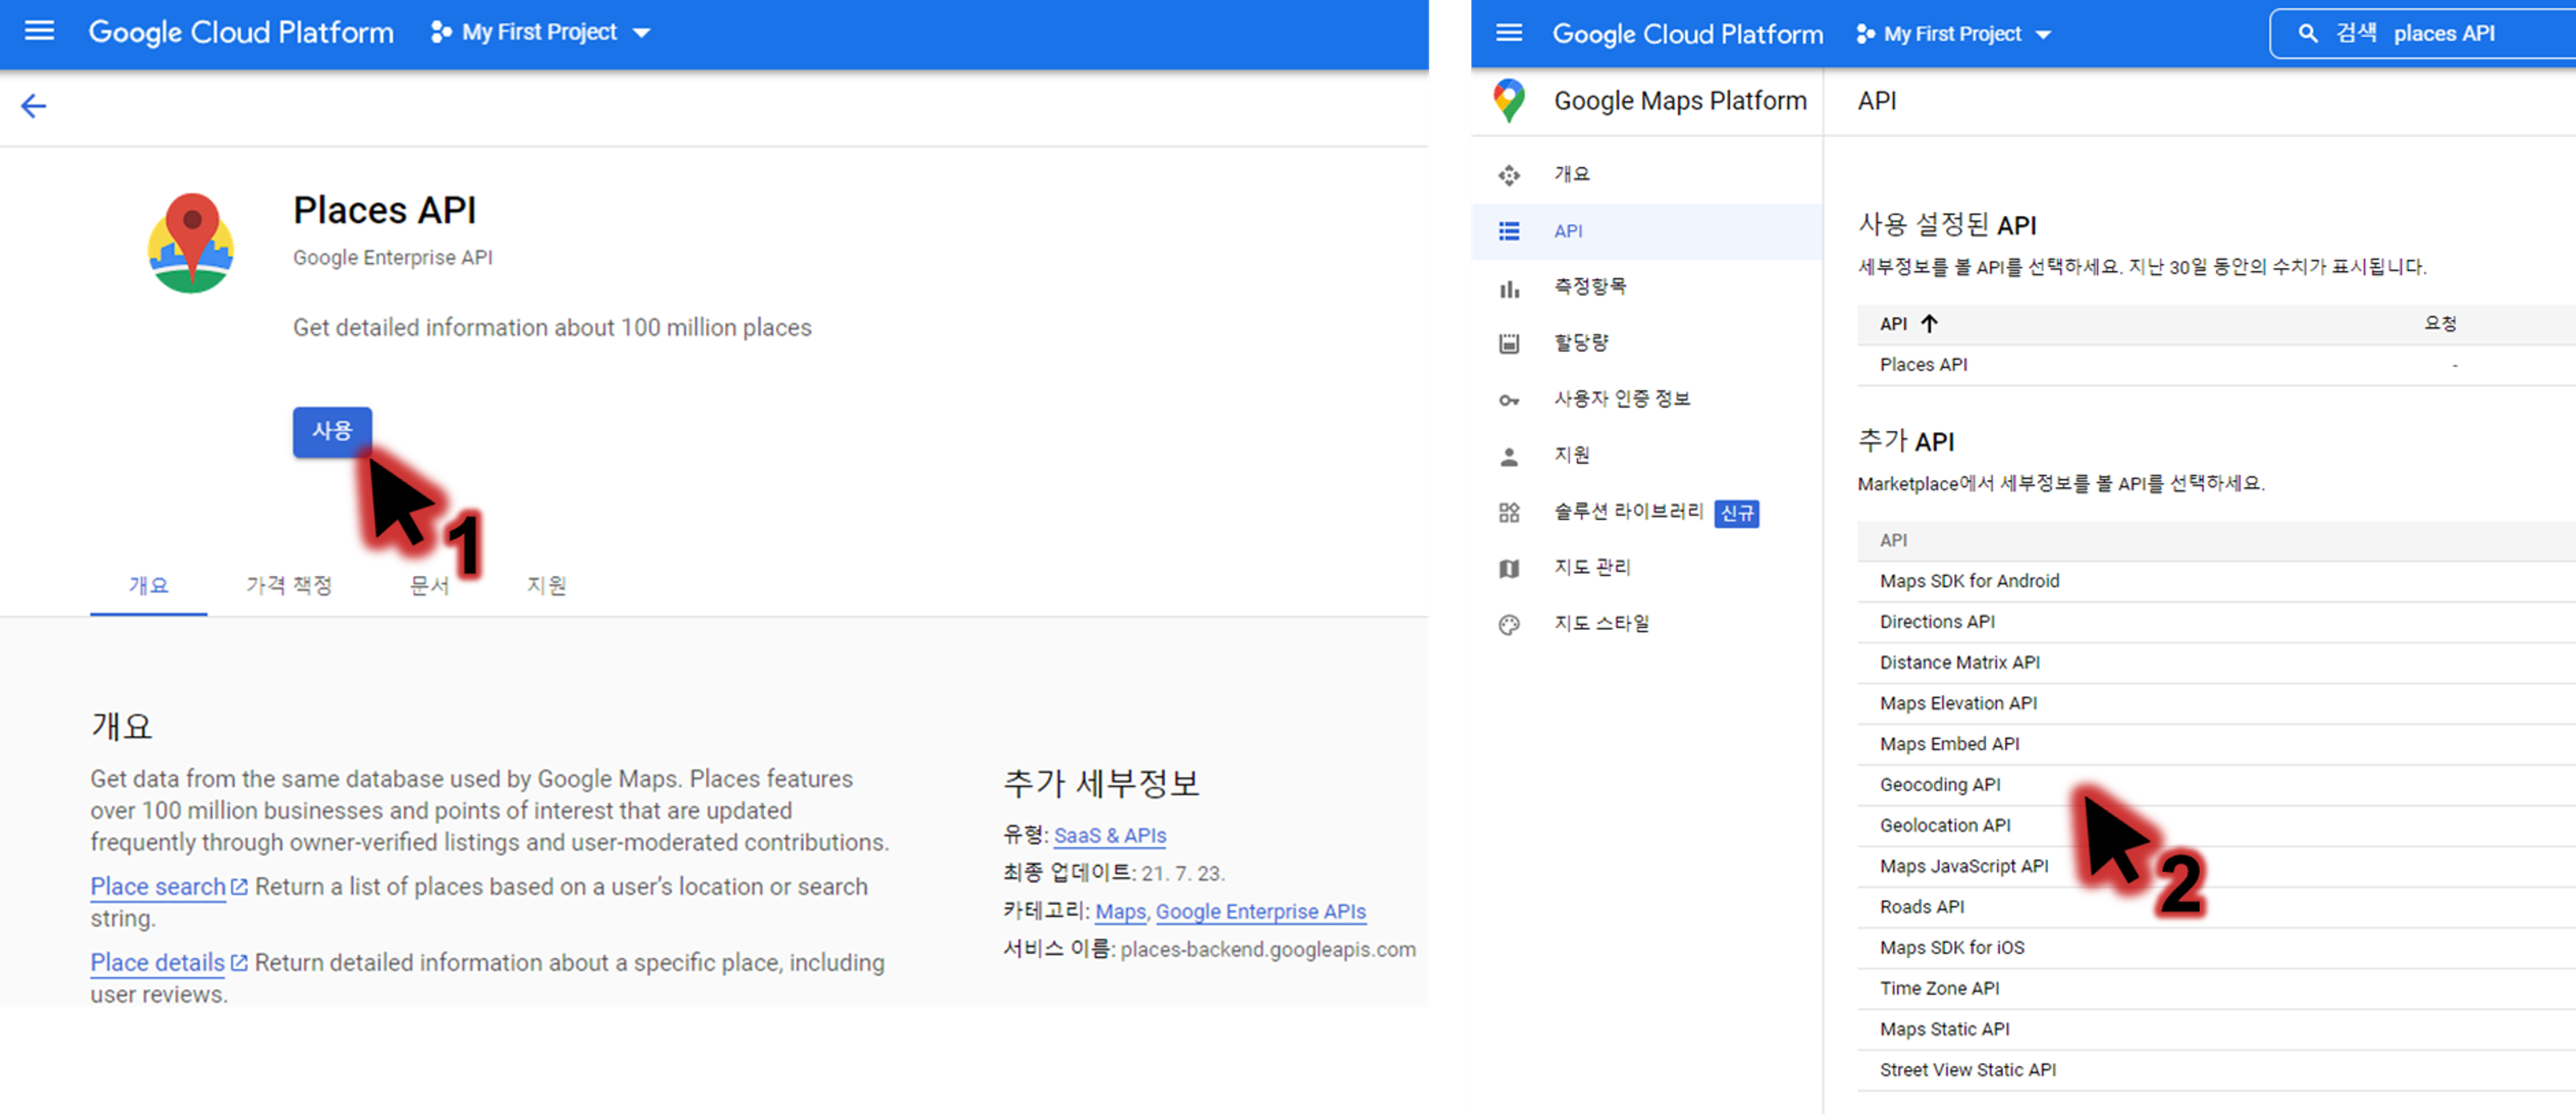 Google Cloud Platform
My First Project
Places API
Google Enterprise API
Get detailed information about 100 million places
사용
1
개요
가격 책정
문서
지원
개요
Get data from the same database used by Google Maps. Places features
over 100 million businesses and points of interest that are updated
frequently through owner-verified listings and user-moderated contributions.
Place search Return a list of places based on a user's location or search
string.
Place details Return detailed information about a specific place, including
user reviews.
추가 세부정보
유형: SaaS & APIs
최종 업데이트: 21. 7. 23.
카테고리: Maps, Google Enterprise APIs
서비스 이름: places-backend.googleapis.com
Google Cloud Platform
My First Project
검색 places API
Google Maps Platform
개요
API
측정항목
할당량
사용자 인증 정보
지원
솔루션 라이브러리 신규
지도 관리
지도 스타일
API
사용 설정된 API
세부정보를 볼 API를 선택하세요. 지난 30일 동안의 수치가 표시됩니다.
API ↑ 요청
Places API -
추가 API
Marketplace에서 세부정보를 볼 API를 선택하세요.
API
Maps SDK for Android
Directions API
Distance Matrix API
Maps Elevation API
Maps Embed API
Geocoding API
Geolocation API
Maps JavaScript API
2
Roads API
Maps SDK for iOS
Time Zone API
Maps Static API
Street View Static API